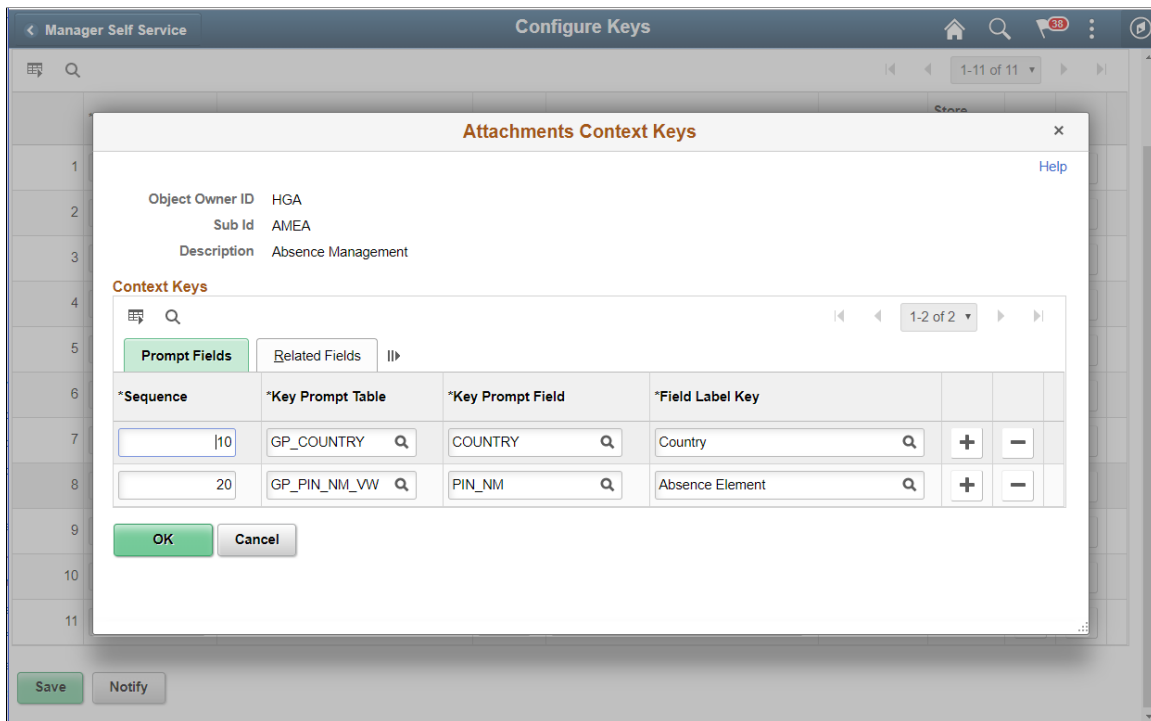 Manager Self Service
Configure Keys
38
1-11 of 11
Store
Attachments Context Keys
Help
Object Owner ID HGA
Sub Id AMEA
Description Absence Management
Context Keys
1-2 of 2
Prompt Fields Related Fields
*Sequence *Key Prompt Table *Key Prompt Field *Field Label Key
10 GP_COUNTRY COUNTRY Country
20 GP_PIN_NM_VW PIN_NM Absence Element
OK Cancel
1
2
3
4
5
6
7
8
9
10
11
Save Notify